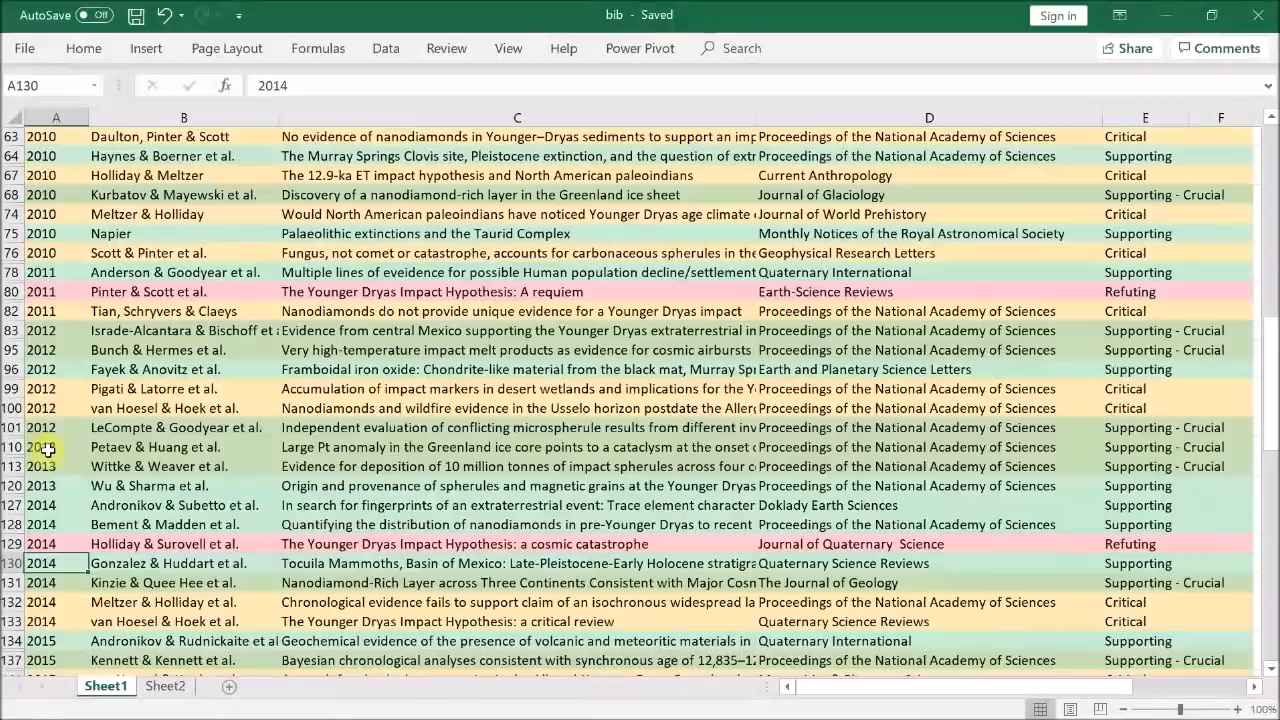 AutoSave Off bib - Saved Sign in
File Home Insert Page Layout Formulas Data Review View Help Power Pivot Search Share Comments
A130 fx 2014
A B C D E F
63 2010 Daulton, Pinter & Scott No evidence of nanodiamonds in Younger–Dryas sediments to support an imp Proceedings of the National Academy of Sciences Critical
64 2010 Haynes & Boerner et al. The Murray Springs Clovis site, Pleistocene extinction, and the question of extr Proceedings of the National Academy of Sciences Supporting
67 2010 Holliday & Meltzer The 12.9-ka ET impact hypothesis and North American paleoindians Current Anthropology Critical
68 2010 Kurbatov & Mayewski et al. Discovery of a nanodiamond-rich layer in the Greenland ice sheet Journal of Glaciology Supporting - Crucial
74 2010 Meltzer & Holliday Would North American paleoindians have noticed Younger Dryas age climate Journal of World Prehistory Critical
75 2010 Napier Palaeolithic extinctions and the Taurid Complex Monthly Notices of the Royal Astronomical Society Supporting
76 2010 Scott & Pinter et al. Fungus, not comet or catastrophe, accounts for carbonaceous spherules in the Geophysical Research Letters Critical
78 2011 Anderson & Goodyear et al. Multiple lines of eveidence for possible Human population decline/settlement Quaternary International Supporting
80 2011 Pinter & Scott et al. The Younger Dryas Impact Hypothesis: A requiem Earth-Science Reviews Refuting
82 2011 Tian, Schryvers & Claeys Nanodiamonds do not provide unique evidence for a Younger Dryas impact Proceedings of the National Academy of Sciences Critical
83 2012 Israde-Alcantara & Bischoff et Evidence from central Mexico supporting the Younger Dryas extraterrestrial in Proceedings of the National Academy of Sciences Supporting - Crucial
95 2012 Bunch & Hermes et al. Very high-temperature impact melt products as evidence for cosmic airbursts Proceedings of the National Academy of Sciences Supporting - Crucial
96 2012 Fayek & Anovitz et al. Framboidal iron oxide: Chondrite-like material from the black mat, Murray Sp Earth and Planetary Science Letters Supporting
99 2012 Pigati & Latorre et al. Accumulation of impact markers in desert wetlands and implications for the Y Proceedings of the National Academy of Sciences Critical
100 2012 van Hoesel & Hoek et al. Nanodiamonds and wildfire evidence in the Usselo horizon postdate the Aller Proceedings of the National Academy of Sciences Critical
101 2012 LeCompte & Goodyear et al. Independent evaluation of conflicting microspherule results from different inv Proceedings of the National Academy of Sciences Supporting - Crucial
110 Petaev & Huang et al. Large Pt anomaly in the Greenland ice core points to a cataclysm at the onset Proceedings of the National Academy of Sciences Supporting - Crucial
113 2013 Wittke & Weaver et al. Evidence for deposition of 10 million tonnes of impact spherules across four c Proceedings of the National Academy of Sciences Supporting - Crucial
120 2013 Wu & Sharma et al. Origin and provenance of spherules and magnetic grains at the Younger Dryas Proceedings of the National Academy of Sciences Supporting
127 2014 Andronikov & Subetto et al. In search for fingerprints of an extraterrestrial event: Trace element character Doklady Earth Sciences Supporting
128 2014 Bement & Madden et al. Quantifying the distribution of nanodiamonds in pre-Younger Dryas to recent Proceedings of the National Academy of Sciences Supporting
129 2014 Holliday & Surovell et al. The Younger Dryas Impact Hypothesis: a cosmic catastrophe Journal of Quaternary Science Refuting
130 2014 Gonzalez & Huddart et al. Tocuila Mammoths, Basin of Mexico: Late-Pleistocene-Early Holocene stratigra Quaternary Science Reviews Supporting
131 2014 Kinzie & Quee Hee et al. Nanodiamond-Rich Layer across Three Continents Consistent with Major Cosm The Journal of Geology Supporting - Crucial
132 2014 Meltzer & Holliday et al. Chronological evidence fails to support claim of an isochronous widespread la Proceedings of the National Academy of Sciences Critical
133 2014 van Hoesel et al. The Younger Dryas Impact Hypothesis: a critical review Quaternary Science Reviews Critical
134 2015 Andronikov & Rudnickaite et al Geochemical evidence of the presence of volcanic and meteoritic materials in Quaternary International Supporting
137 2015 Kennett & Kennett et al. Bayesian chronological analyses consistent with synchronous age of 12,835–12 Proceedings of the National Academy of Sciences Supporting - Crucial
Sheet1 Sheet2
100%